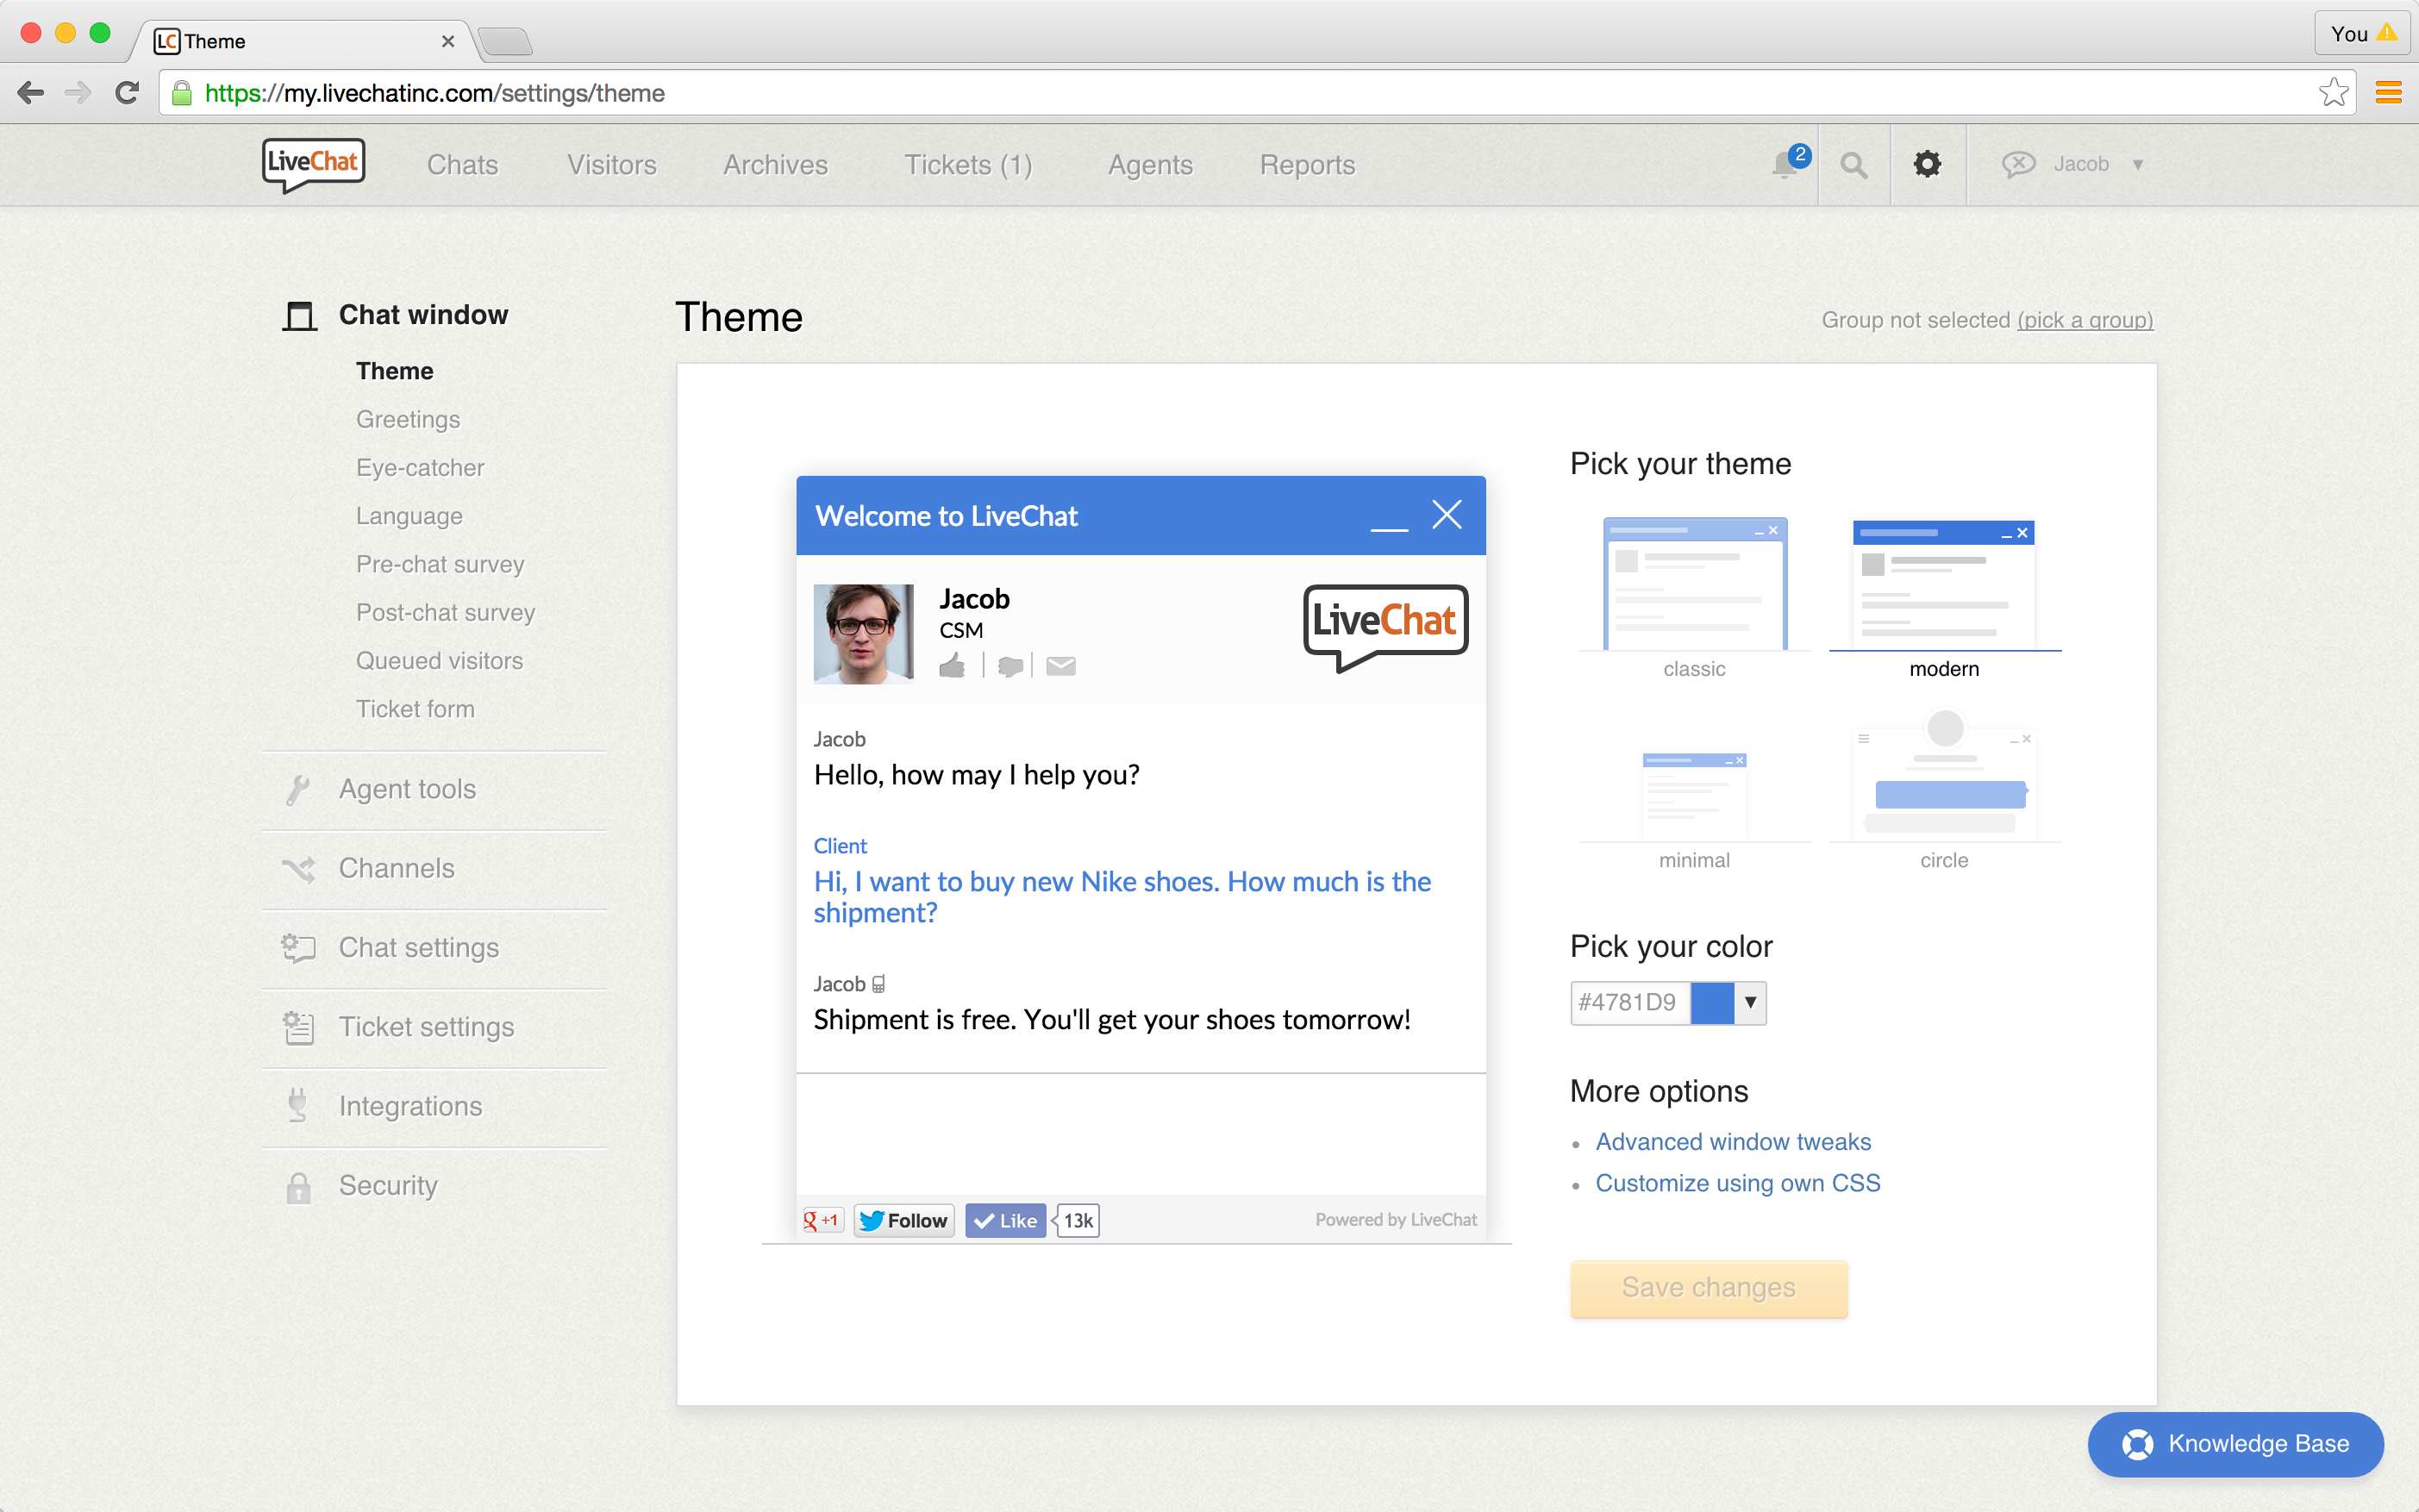 LC Theme
You
https://my.livechatinc.com/settings/theme
LiveChat
Chats
Visitors
Archives
Tickets (1)
Agents
Reports
2
Jacob
Chat window
Theme
Greetings
Eye-catcher
Language
Pre-chat survey
Post-chat survey
Queued visitors
Ticket form
Agent tools
Channels
Chat settings
Ticket settings
Integrations
Security
Theme
Group not selected (pick a group)
Welcome to LiveChat
Jacob
CSM
LiveChat
Jacob
Hello, how may I help you?
Client
Hi, I want to buy new Nike shoes. How much is the
shipment?
Jacob
Shipment is free. You'll get your shoes tomorrow!
g +1
Follow
Like
13k
Powered by LiveChat
Pick your theme
classic
modern
minimal
circle
Pick your color
#4781D9
More options
Advanced window tweaks
Customize using own CSS
Save changes
Knowledge Base